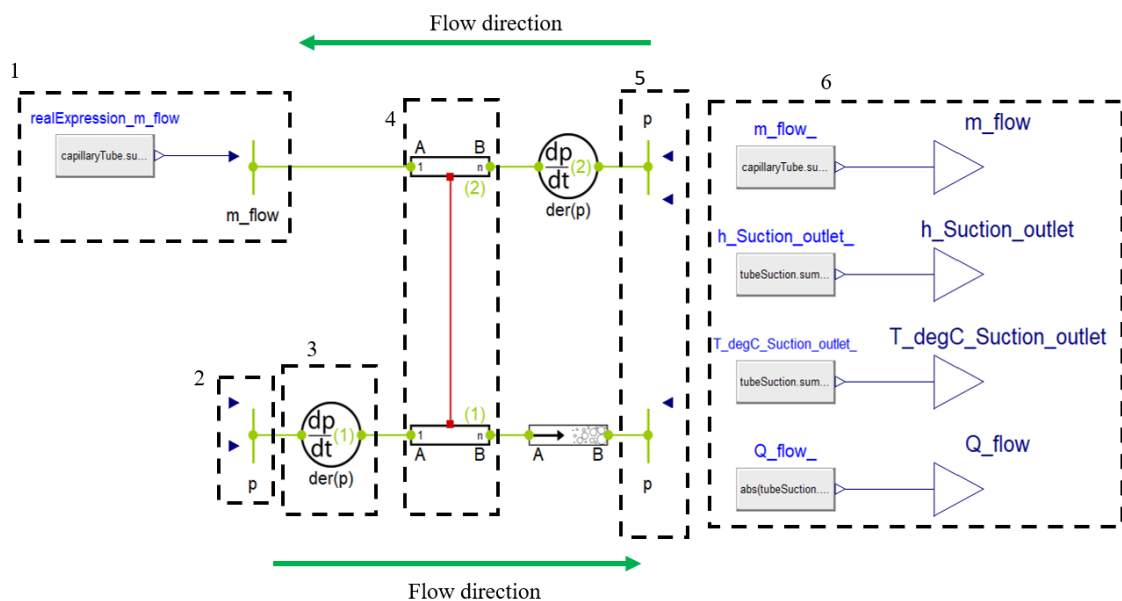 Flow direction
1
5
6
realExpression_m_flow
4
p
m_flow_
m_flow
capillaryTube.su...
A
B
1
n
(2)
dp
dt
(2)
der(p)
capillaryTube.su...
m_flow
h_Suction_outlet_
h_Suction_outlet
tubeSuction.sum...
T_degC_Suction_outlet_
T_degC_Suction_outlet
2
3
tubeSuction.sum...
dp
dt
(1)
der(p)
p
(1)
1
n
A
B
A
B
p
Q_flow_
Q_flow
abs(tubeSuction....
Flow direction